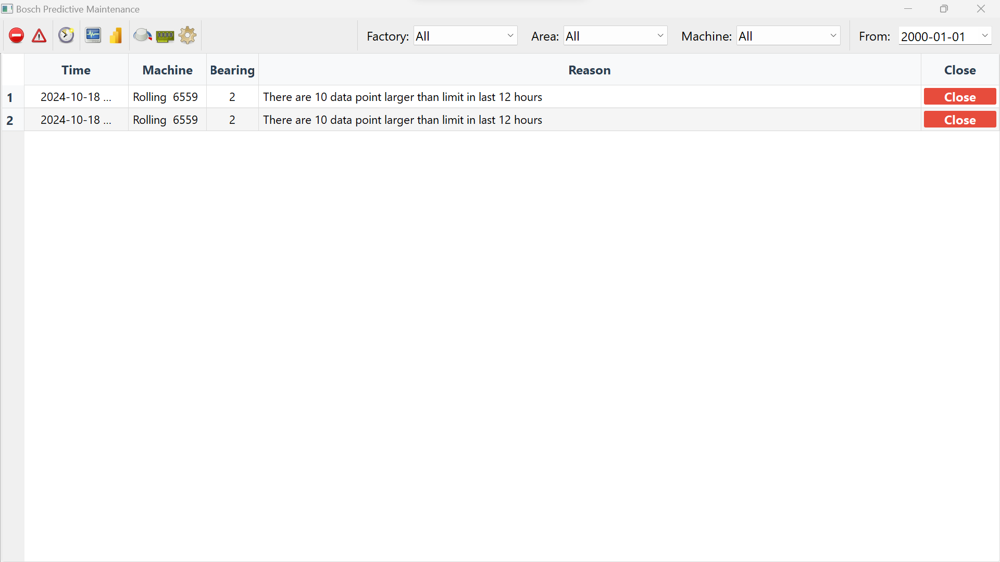 Bosch Predictive Maintenance
Factory: All Area: All Machine: All From: 2000-01-01
Time Machine Bearing Reason Close
1 2024-10-18 ... Rolling 6559 2 There are 10 data point larger than limit in last 12 hours Close
2 2024-10-18 ... Rolling 6559 2 There are 10 data point larger than limit in last 12 hours Close